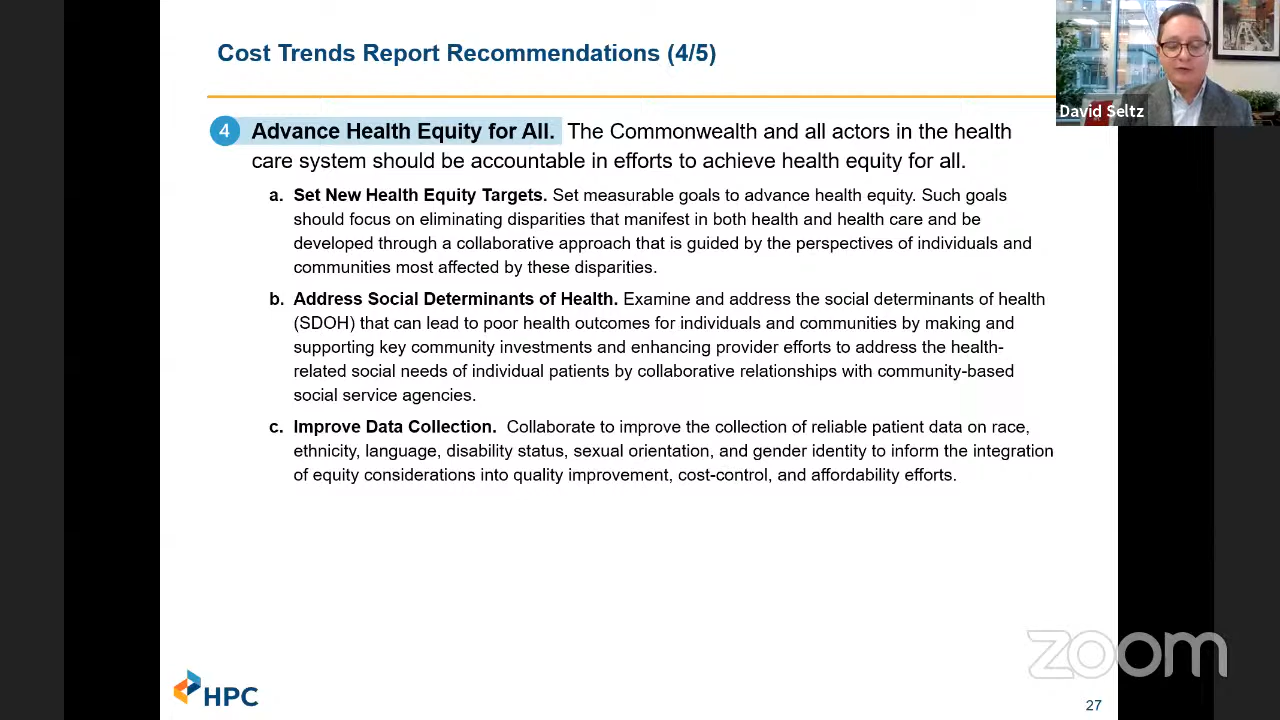 Cost Trends Report Recommendations (4/5)
David Seltz
4 Advance Health Equity for All. The Commonwealth and all actors in the health
care system should be accountable in efforts to achieve health equity for all.
a. Set New Health Equity Targets. Set measurable goals to advance health equity. Such goals
should focus on eliminating disparities that manifest in both health and health care and be
developed through a collaborative approach that is guided by the perspectives of individuals and
communities most affected by these disparities.
b. Address Social Determinants of Health. Examine and address the social determinants of health
(SDOH) that can lead to poor health outcomes for individuals and communities by making and
supporting key community investments and enhancing provider efforts to address the health-
related social needs of individual patients by collaborative relationships with community-based
social service agencies.
c. Improve Data Collection. Collaborate to improve the collection of reliable patient data on race,
ethnicity, language, disability status, sexual orientation, and gender identity to inform the integration
of equity considerations into quality improvement, cost-control, and affordability efforts.
zoom
HPC
27